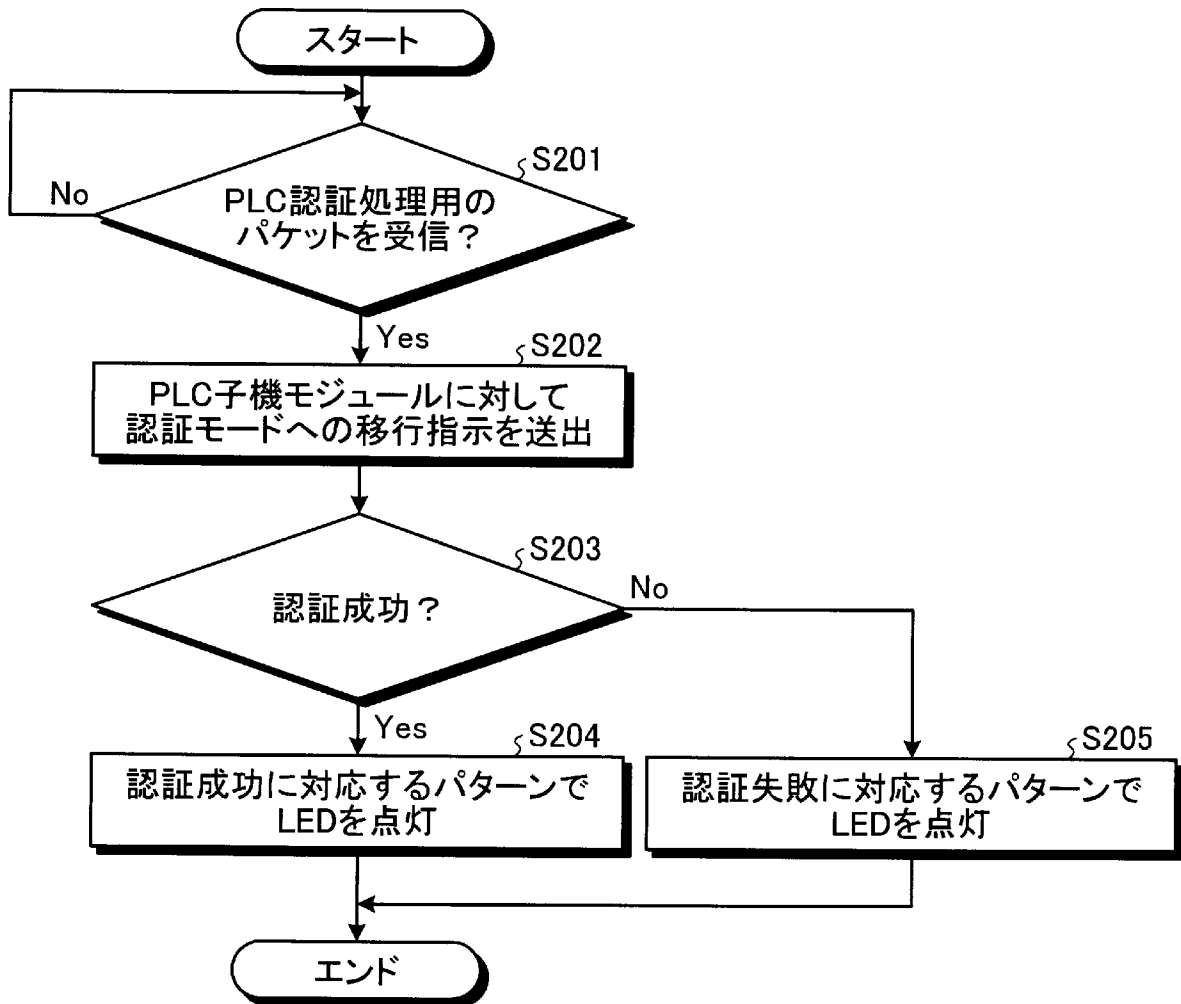 スタート
S201
No
PLC認証処理用の
パケットを受信?
Yes
S202
PLC子機モジュールに対して
認証モードへの移行指示を送出
S203
No
認証成功?
Yes
S204
認証成功に対応するパターンで
LEDを点灯
S205
認証失敗に対応するパターンで
LEDを点灯
エンド